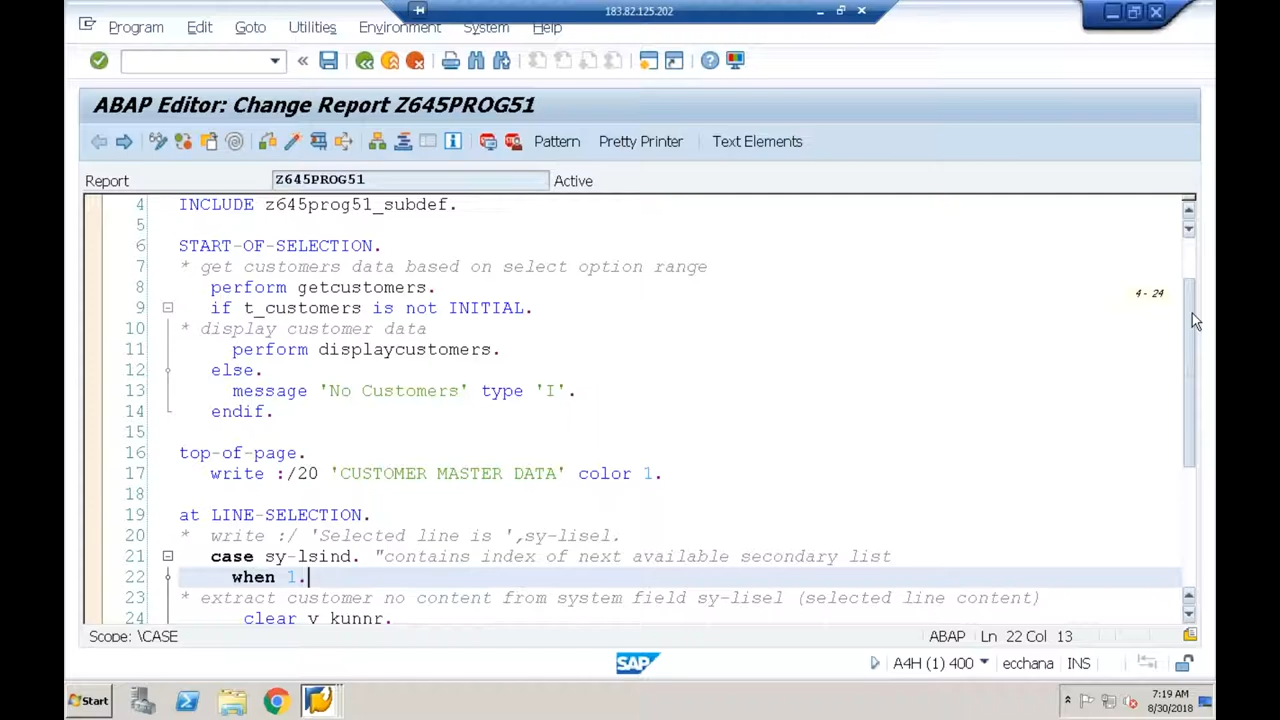 183.82.125.202
Program Edit Goto Utilities Environment System Help
ABAP Editor: Change Report Z645PROG51
Pattern Pretty Printer Text Elements
Report Z645PROG51 Active
4 INCLUDE z645prog51_subdef.
5
6 START-OF-SELECTION.
7 * get customers data based on select option range
8 perform getcustomers.
9 if t_customers is not INITIAL.
10 * display customer data
11 perform displaycustomers.
12 else.
13 message 'No Customers' type 'I'.
14 endif.
15
16 top-of-page.
17 write :/20 'CUSTOMER MASTER DATA' color 1.
18
19 at LINE-SELECTION.
20 * write :/ 'Selected line is ',sy-lisel.
21 case sy-lsind. "contains index of next available secondary list
22 when 1.
23 * extract customer no content from system field sy-lisel (selected line content)
24 clear v_kunnr.
4 - 24
Scope: \CASE ABAP Ln 22 Col 13
SAP A4H (1) 400 ecchana INS
Start 7:19 AM
8/30/2018